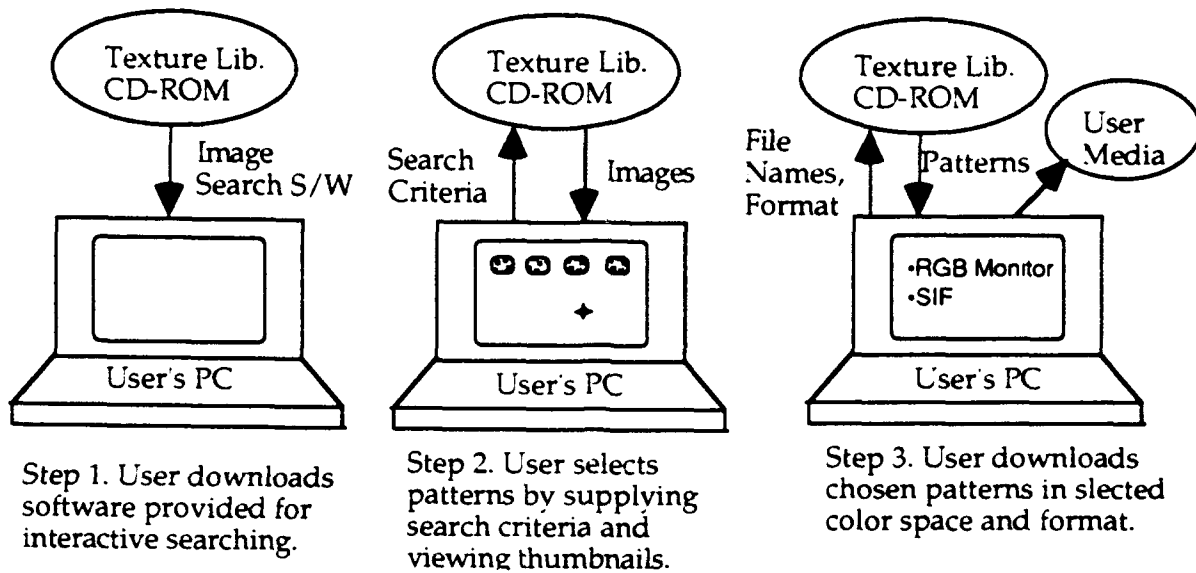 Texture Lib.
CD-ROM
Image
Search S/W
User's PC
Step 1. User downloads
software provided for
interactive searching.
Texture Lib.
CD-ROM
Search
Criteria
Images
User's PC
Step 2. User selects
patterns by supplying
search criteria and
viewing thumbnails.
Texture Lib.
CD-ROM
User
Media
File
Names,
Format
Patterns
•RGB Monitor
•SIF
User's PC
Step 3. User downloads
chosen patterns in slected
color space and format.